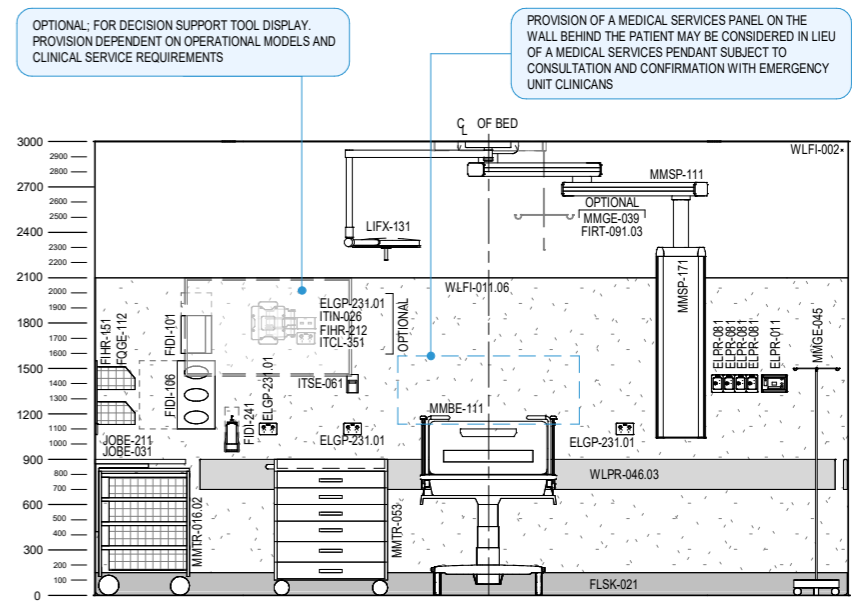 OPTIONAL; FOR DECISION SUPPORT TOOL DISPLAY.
PROVISION DEPENDENT ON OPERATIONAL MODELS AND
CLINICAL SERVICE REQUIREMENTS
PROVISION OF A MEDICAL SERVICES PANEL ON THE
WALL BEHIND THE PATIENT MAY BE CONSIDERED IN LIEU
OF A MEDICAL SERVICES PENDANT SUBJECT TO
CONSULTATION AND CONFIRMATION WITH EMERGENCY
UNIT CLINICANS
CL OF BED
3000
2900
2800
2700
2600
2500
2400
2300
2200
2100
2000
1900
1800
1700
1600
1500
1400
1300
1200
1100
1000
900
800
700
600
500
400
300
200
100
0
WLFI-002
MMSP-111
OPTIONAL
MMGE-039
FIRT-091.03
LIFX-131
MMSP-171
WLFI-011.06
ELGP-231.01
ITIN-026
FIHR-212
ITCL-351
OPTIONAL
FIHR-151
FQGE-112
FIDI-101
FIDI-106
FIDI-241
ELGP-231.01
ITSE-061
ELGP-231.01
MMBE-111
ELGP-231.01
ELPR-081
ELPR-081
ELPR-081
ELPR-081
ELPR-011
MMGE-045
JOBE-211
JOBE-031
WLPR-046.03
MMTR-016.02
MMTR-053
FLSK-021